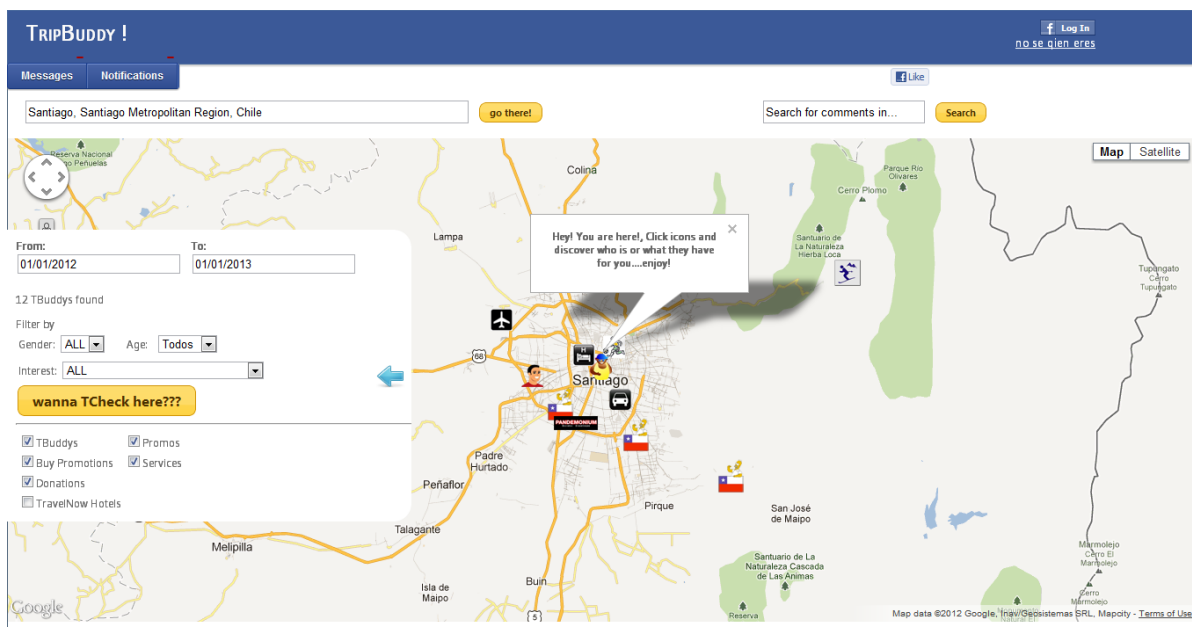 TripBuddy !
Log In
no se qien eres
Messages
Notifications
Like
Santiago, Santiago Metropolitan Region, Chile
go there!
Search for comments in...
Search
Map
Satellite
Reserva Nacional
Peñuelas
Colina
Parque Rio
Olivares
Cerro Plomo
Lampa
Hey! You are here!, Click icons and
discover who is or what they have
for you....enjoy!
Santuario de
La Naturaleza
Hierba Loca
Tupungato
Cerro
Tupungato
From:
To:
01/01/2012
01/01/2013
12 TBuddys found
Filter by
Gender: ALL
Age: Todos
Interest: ALL
wanna TCheck here???
TBuddys
Promos
Buy Promotions
Services
Donations
TravelNow Hotels
68
H
Santiago
PANDEMONIUM
Padre
Hurtado
Peñaflor
Pirque
San José
de Maipo
Talagante
Melipilla
Marmolejo
Cerro El
Marmolejo
Santuario de La
Naturaleza Cascada
de Las Animas
Isla de
Maipo
Buin
Cerro
Marmolejo
Google
5
Reserva
Map data ©2012 Google, Inav/Geosistemas SRL, Mapcity - Terms of Use